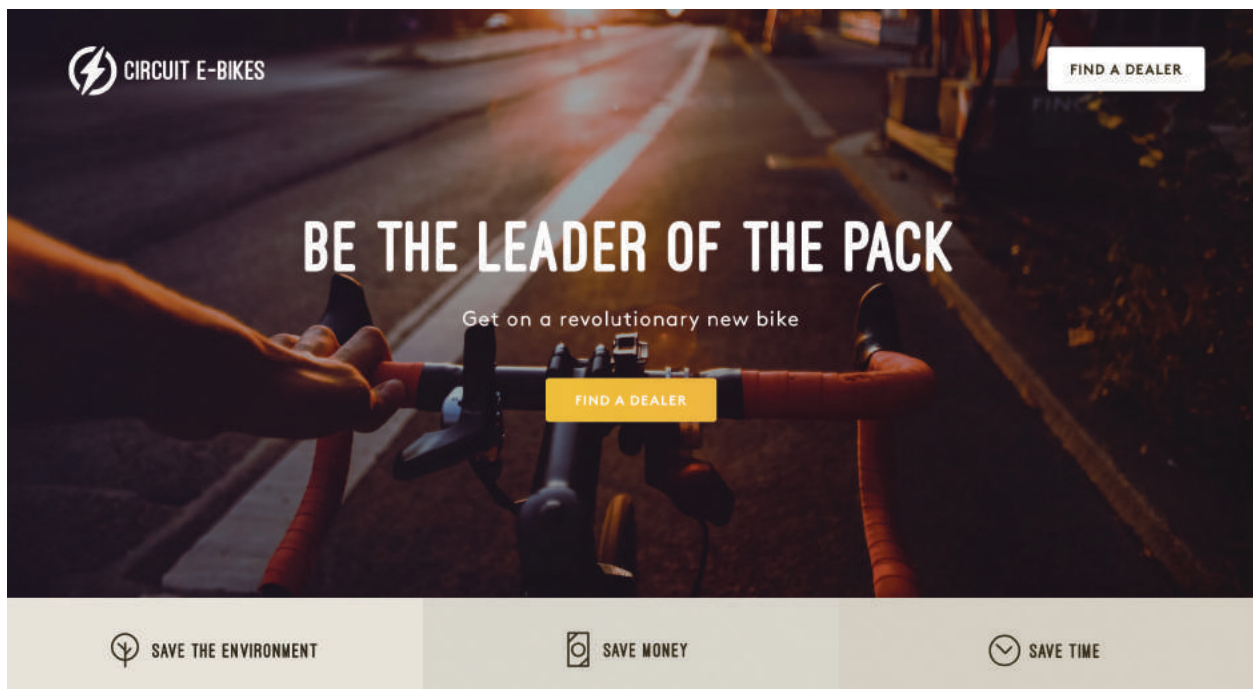 CIRCUIT E-BIKES
FIND A DEALER
BE THE LEADER OF THE PACK
Get on a revolutionary new bike
FIND A DEALER
SAVE THE ENVIRONMENT
SAVE MONEY
SAVE TIME